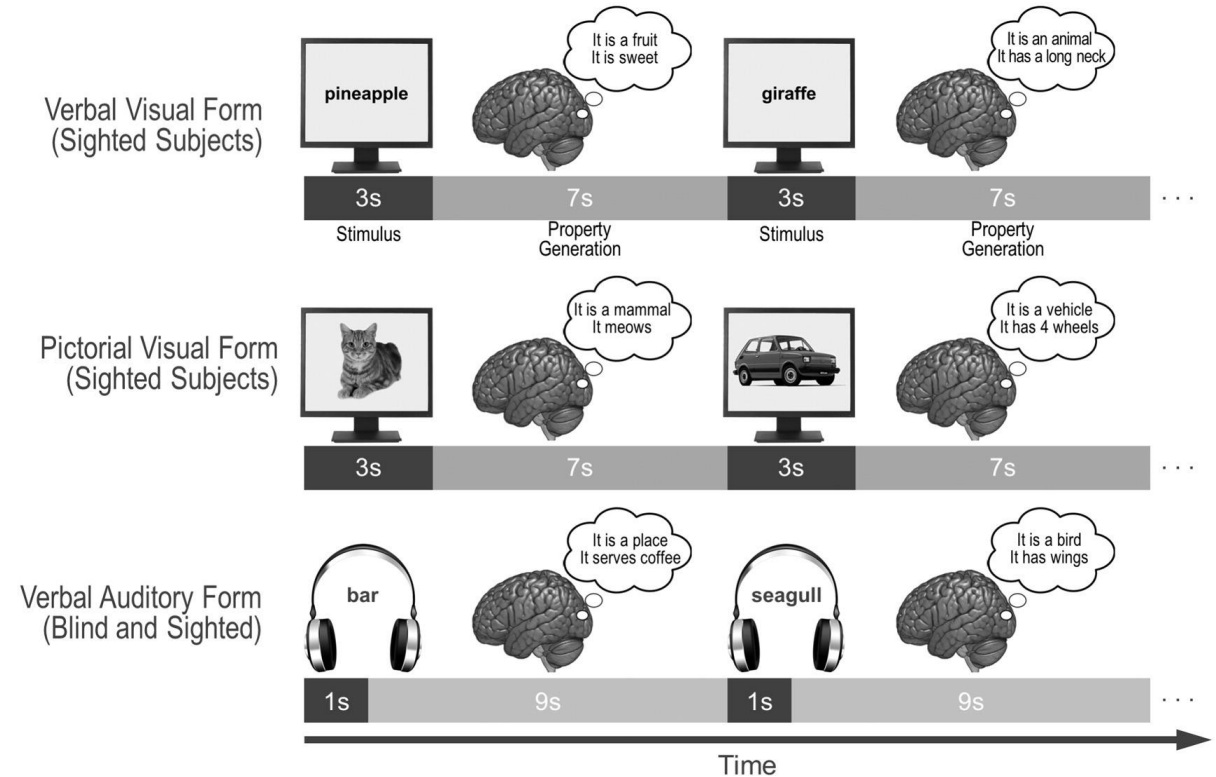 Verbal Visual Form
(Sighted Subjects)
pineapple
It is a fruit
It is sweet
giraffe
It is an animal
It has a long neck
3s
7s
3s
7s
. . .
Stimulus
Property
Generation
Stimulus
Property
Generation
Pictorial Visual Form
(Sighted Subjects)
It is a mammal
It meows
It is a vehicle
It has 4 wheels
3s
7s
3s
7s
. . .
Verbal Auditory Form
(Blind and Sighted)
bar
It is a place
It serves coffee
seagull
It is a bird
It has wings
1s
9s
1s
9s
. . .
Time